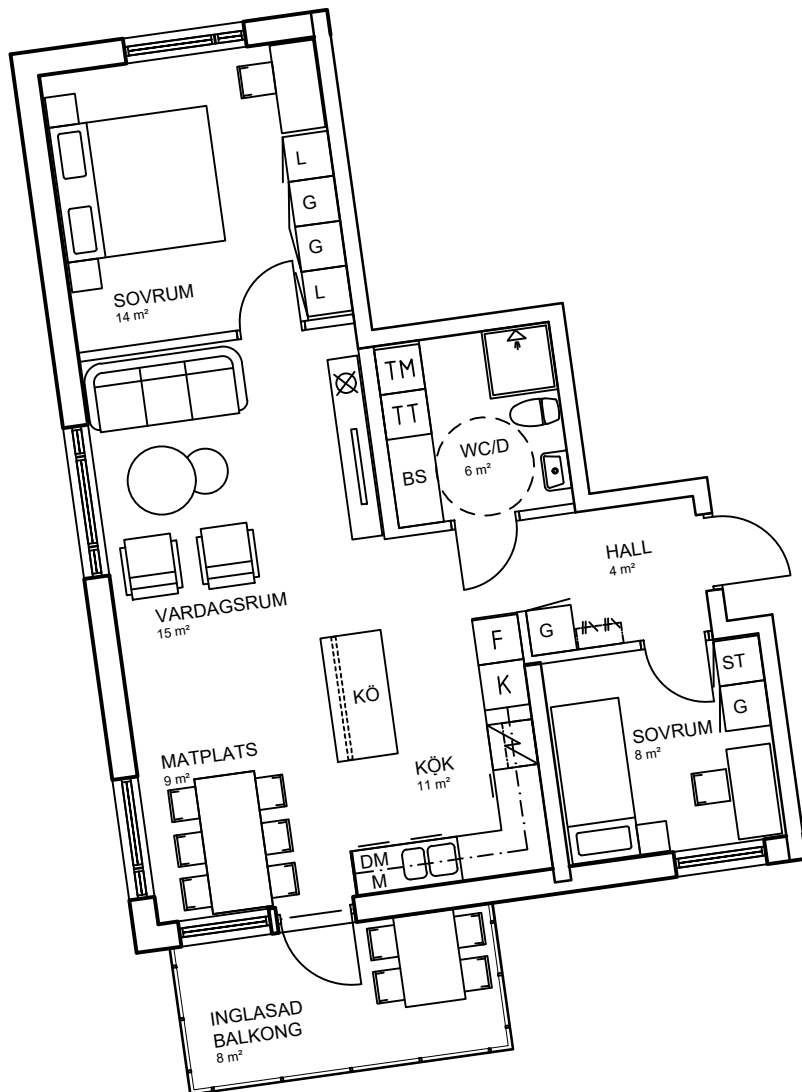 L
G
G
L
SOVRUM
14 m²
TM
TT
BS
WC/D
6 m²
HALL
4 m²
VARDAGSRUM
15 m²
F
K
G
ST
G
SOVRUM
8 m²
KÖ
KÖK
11 m²
MATPLATS
9 m²
DM
M
INGLASAD
BALKONG
8 m²